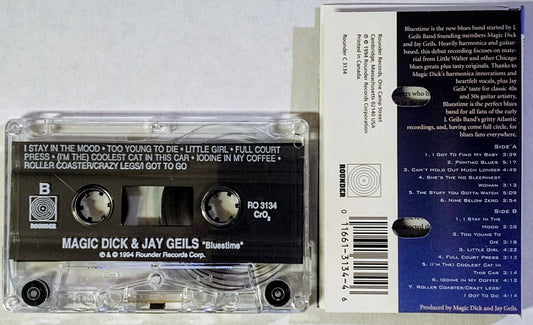 I STAY IN THE MOOD • TOO YOUNG TO DIE • LITTLE GIRL • FULL COURT
PRESS • (I'M THE) COOLEST CAT IN THIS CAR • IODINE IN MY COFFEE •
ROLLER COASTER/CRAZY LEGS/I GOT TO GO
B
ROUNDER
RO 3134
CrO2
MAGIC DICK & JAY GEILS "Bluestime"
℗ & © 1994 Rounder Records Corp.
Rounder Records, One Camp Street
Cambridge, Massachusetts 02140 USA
℗ © 1994 Rounder Records Corporation
Printed in Canada.
Rounder C 3134
ROUNDER
0 11661-3134-4 6
Bluestime is the new blues band started by J.
Geils Band founding members Magic Dick
and Jay Geils. Heavily harmonica and guitar-
based, this debut recording focuses on mate-
rial from Little Walter and other Chicago
blues greats plus tasty originals. Thanks to
Magic Dick's harmonica innovations and
heartfelt vocals, plus Jay
Geils' taste for classic 40s
and 50s guitar artistry,
Bluestime is the perfect blues
band for all fans of the early
J. Geils Band's gritty Atlantic
recordings, and, having come full circle, for
blues fans everywhere.
SIDE A
1. I GOT TO FIND MY BABY 3:39
2. PONTIAC BLUES 5:17
3. CAN'T HOLD OUT MUCH LONGER 4:49
4. SHE'S THE NO SLEEPINEST
WOMAN 3:13
5. THE STUFF YOU GOTTA WATCH 5:09
6. NINE BELOW ZERO 2:54
SIDE B
1. I STAY IN THE
MOOD 2:58
2. TOO YOUNG TO
DIE 3:18
3. LITTLE GIRL 4:22
4. FULL COURT PRESS 3:03
5. (I'M THE) COOLEST CAT IN
THIS CAR 3:14
6. IODINE IN MY COFFEE 4:13
7. ROLLER COASTER/CRAZY LEGS/
I GOT TO GO 4:14
Produced by Magic Dick and Jay Geils.